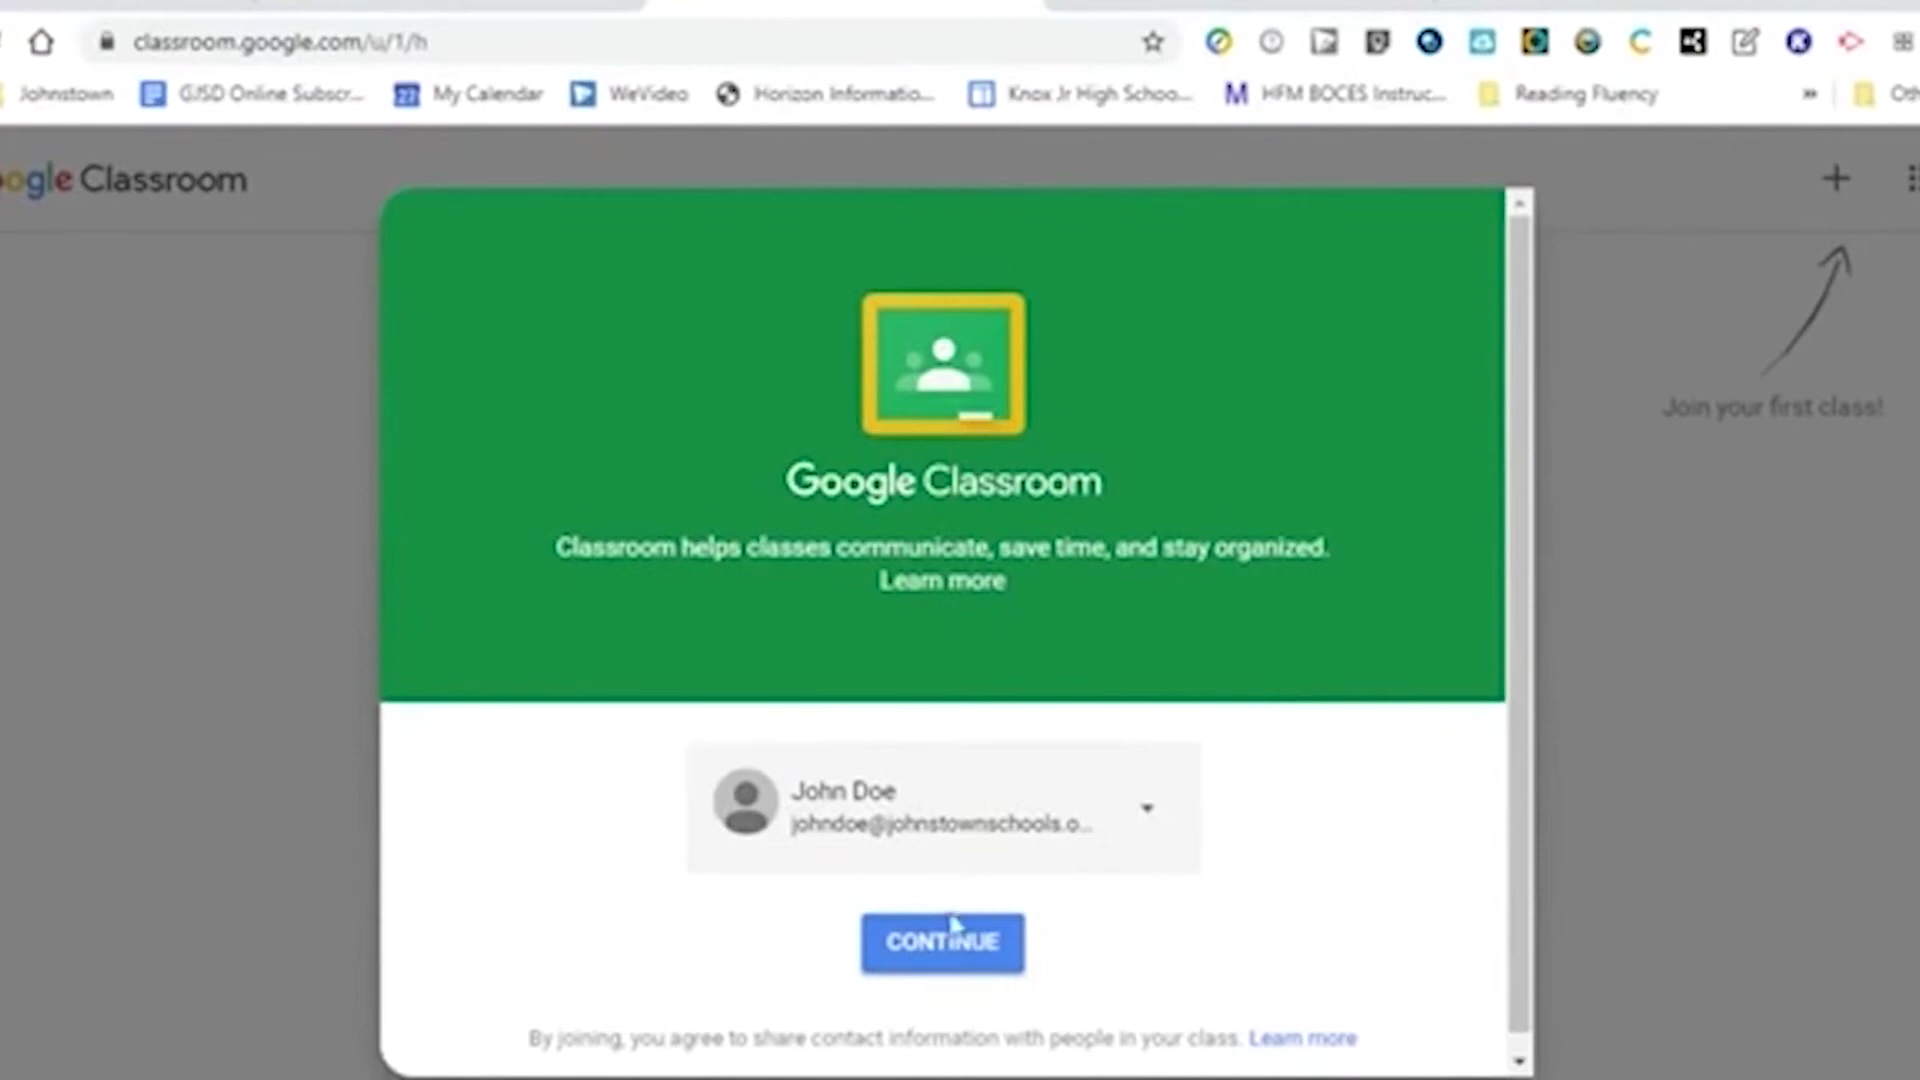 classroom.google.com/u/1/h
Johnstown GJSD Online Subscr... My Calendar WeVideo Horizon Informatio... Knox Jr High Schoo... HFM BOCES Instruc... Reading Fluency » Oth
ogle Classroom
Join your first class!
Google Classroom
Classroom helps classes communicate, save time, and stay organized.
Learn more
John Doe
johndoe@johnstownschools.o...
CONTINUE
By joining, you agree to share contact information with people in your class. Learn more